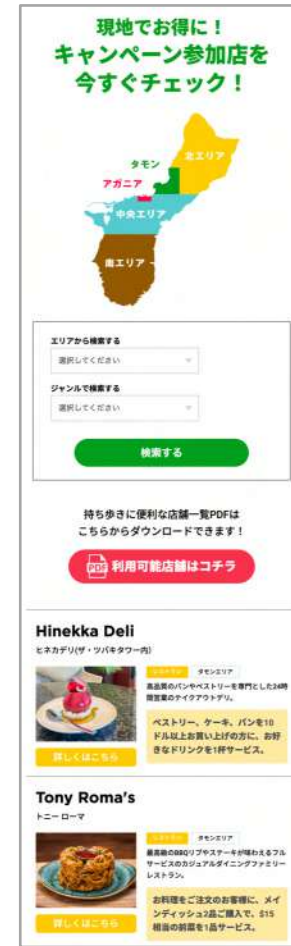 現地でお得に！
キャンペーン参加店を
今すぐチェック！
北エリア
タモン
アガニア
中央エリア
南エリア
エリアから検索する
選択してください
ジャンルで検索する
選択してください
検索する
持ち歩きに便利な店舗一覧PDFは
こちらからダウンロードできます！
PDF 利用可能店舗はコチラ
Hinekka Deli
ヒネカデリ(ザ・ツバキタワー内)
レストラン タモンエリア
高品質のパンやペストリーを専門とした24時
間営業のテイクアウトデリ。
ペストリー、ケーキ、パンを10
ドル以上お買い上げの方に、お好
きなドリンクを1杯サービス。
詳しくはこちら
Tony Roma's
トニー ローマ
レストラン タモンエリア
最高級のBBQリブやステーキが味わえるフル
サービスのカジュアルダイニングファミリー
レストラン。
お料理をご注文のお客様に、メイ
ンディッシュ2品ご購入で、$15
相当の前菜を1品サービス。
詳しくはこちら